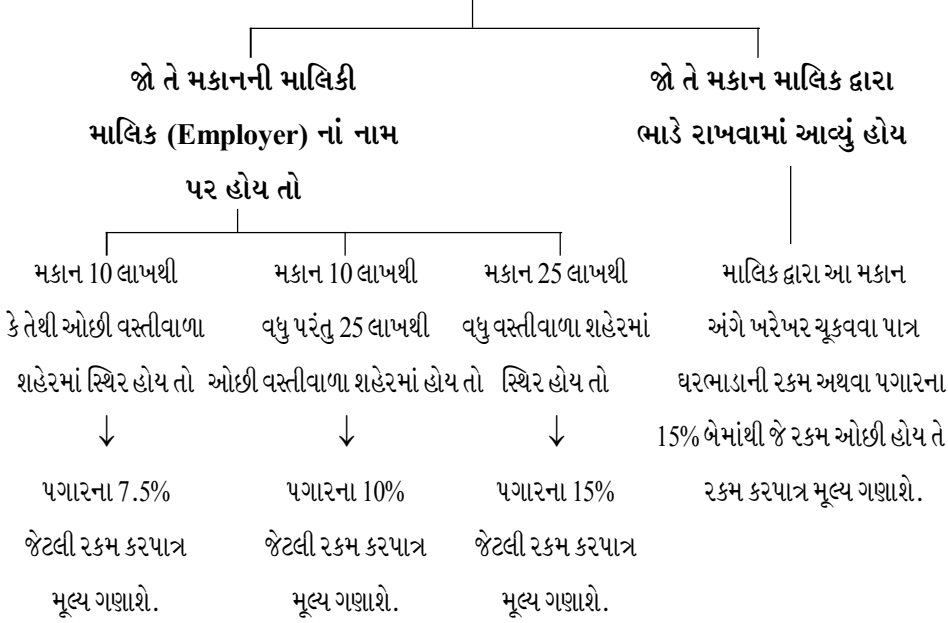 જો તે મકાનની માલિકી
માલિક (Employer) નાં નામ
પર હોય તો
જો તે મકાન માલિક દ્વારા
ભાડે રાખવામાં આવ્યું હોય
મકાન 10 લાખથી
કે તેથી ઓછી વસ્તીવાળા
શહેરમાં સ્થિર હોય તો
↓
પગારના 7.5%
જેટલી રકમ કરપાત્ર
મૂલ્ય ગણાશે.
મકાન 10 લાખથી
વધુ પરંતુ 25 લાખથી
ઓછી વસ્તીવાળા શહેરમાં હોય તો
↓
પગારના 10%
જેટલી રકમ કરપાત્ર
મૂલ્ય ગણાશે.
મકાન 25 લાખથી
વધુ વસ્તીવાળા શહેરમાં
સ્થિર હોય તો
↓
પગારના 15%
જેટલી રકમ કરપાત્ર
મૂલ્ય ગણાશે.
માલિક દ્વારા આ મકાન
અંગે ખરેખર ચૂકવવા પાત્ર
ઘરભાડાની રકમ અથવા પગારના
15% બેમાંથી જે રકમ ઓછી હોય તે
રકમ કરપાત્ર મૂલ્ય ગણાશે.